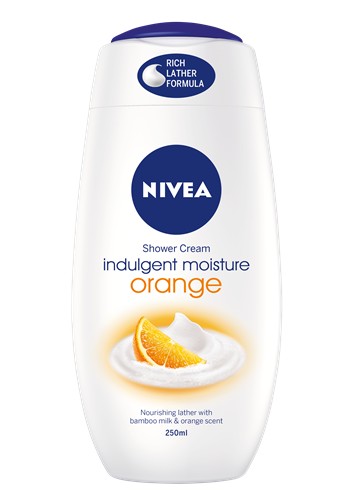 RICH
LATHER
FORMULA
NIVEA
Shower Cream
indulgent moisture
orange
Nourishing lather with
bamboo milk & orange scent
250ml